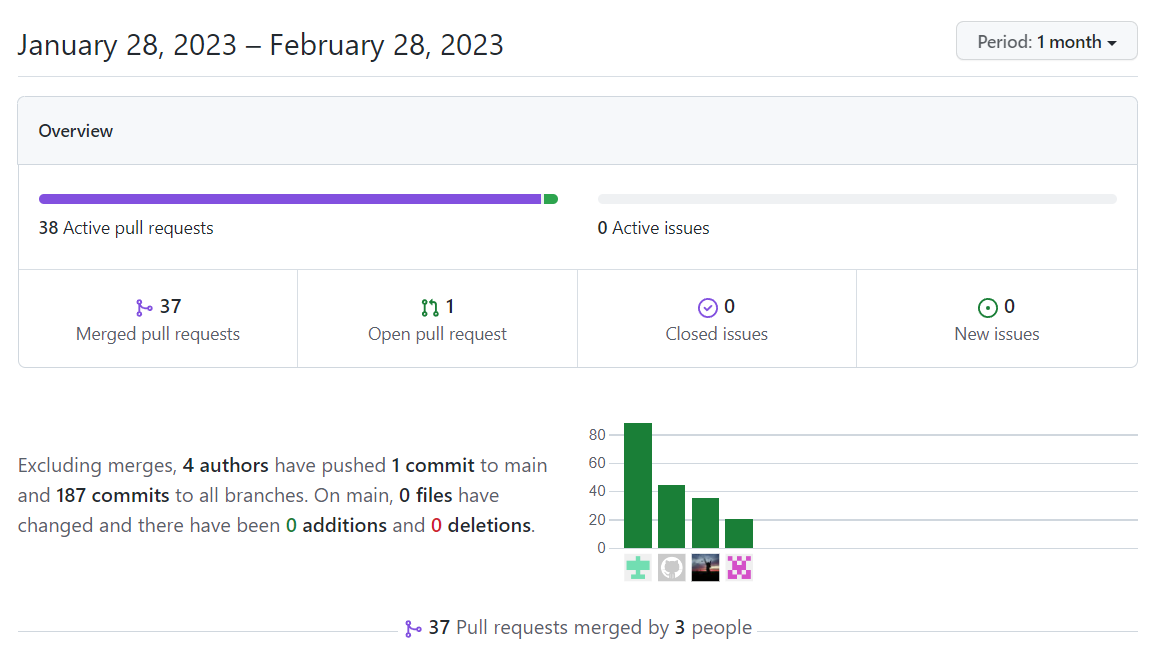 January 28, 2023 – February 28, 2023
Period: 1 month
Overview
38 Active pull requests
0 Active issues
37
Merged pull requests
1
Open pull request
0
Closed issues
0
New issues
Excluding merges, 4 authors have pushed 1 commit to main
and 187 commits to all branches. On main, 0 files have
changed and there have been 0 additions and 0 deletions.
80
60
40
20
0
37 Pull requests merged by 3 people